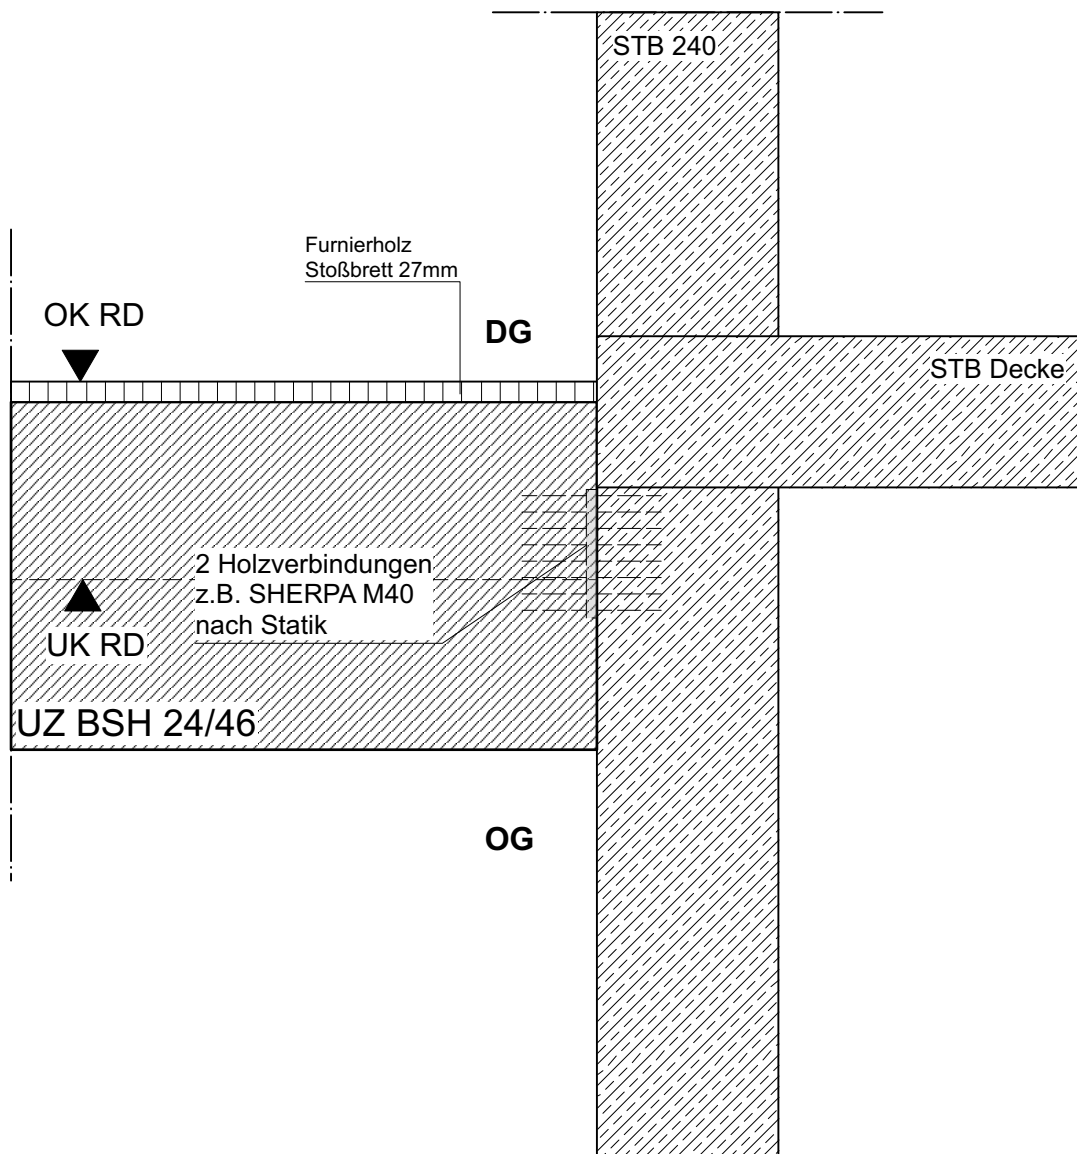 STB 240
Furnierholz
Stoßbrett 27mm
OK RD
DG
STB Decke
2 Holzverbindungen
z.B. SHERPA M40
nach Statik
UK RD
UZ BSH 24/46
OG